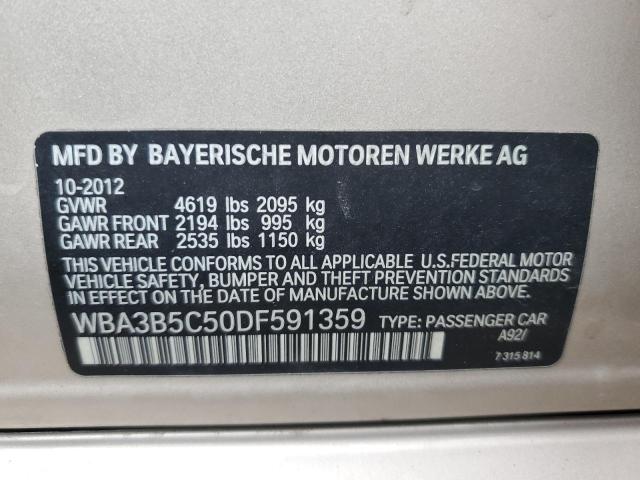 MFD BY BAYERISCHE MOTOREN WERKE AG
10-2012
GVWR 4619 lbs 2095 kg
GAWR FRONT 2194 lbs 995 kg
GAWR REAR 2535 lbs 1150 kg
THIS VEHICLE CONFORMS TO ALL APPLICABLE U.S.FEDERAL MOTOR
VEHICLE SAFETY, BUMPER AND THEFT PREVENTION STANDARDS
IN EFFECT ON THE DATE OF MANUFACTURE SHOWN ABOVE.
WBA3B5C50DF591359 TYPE: PASSENGER CAR
A92/
7 315 814